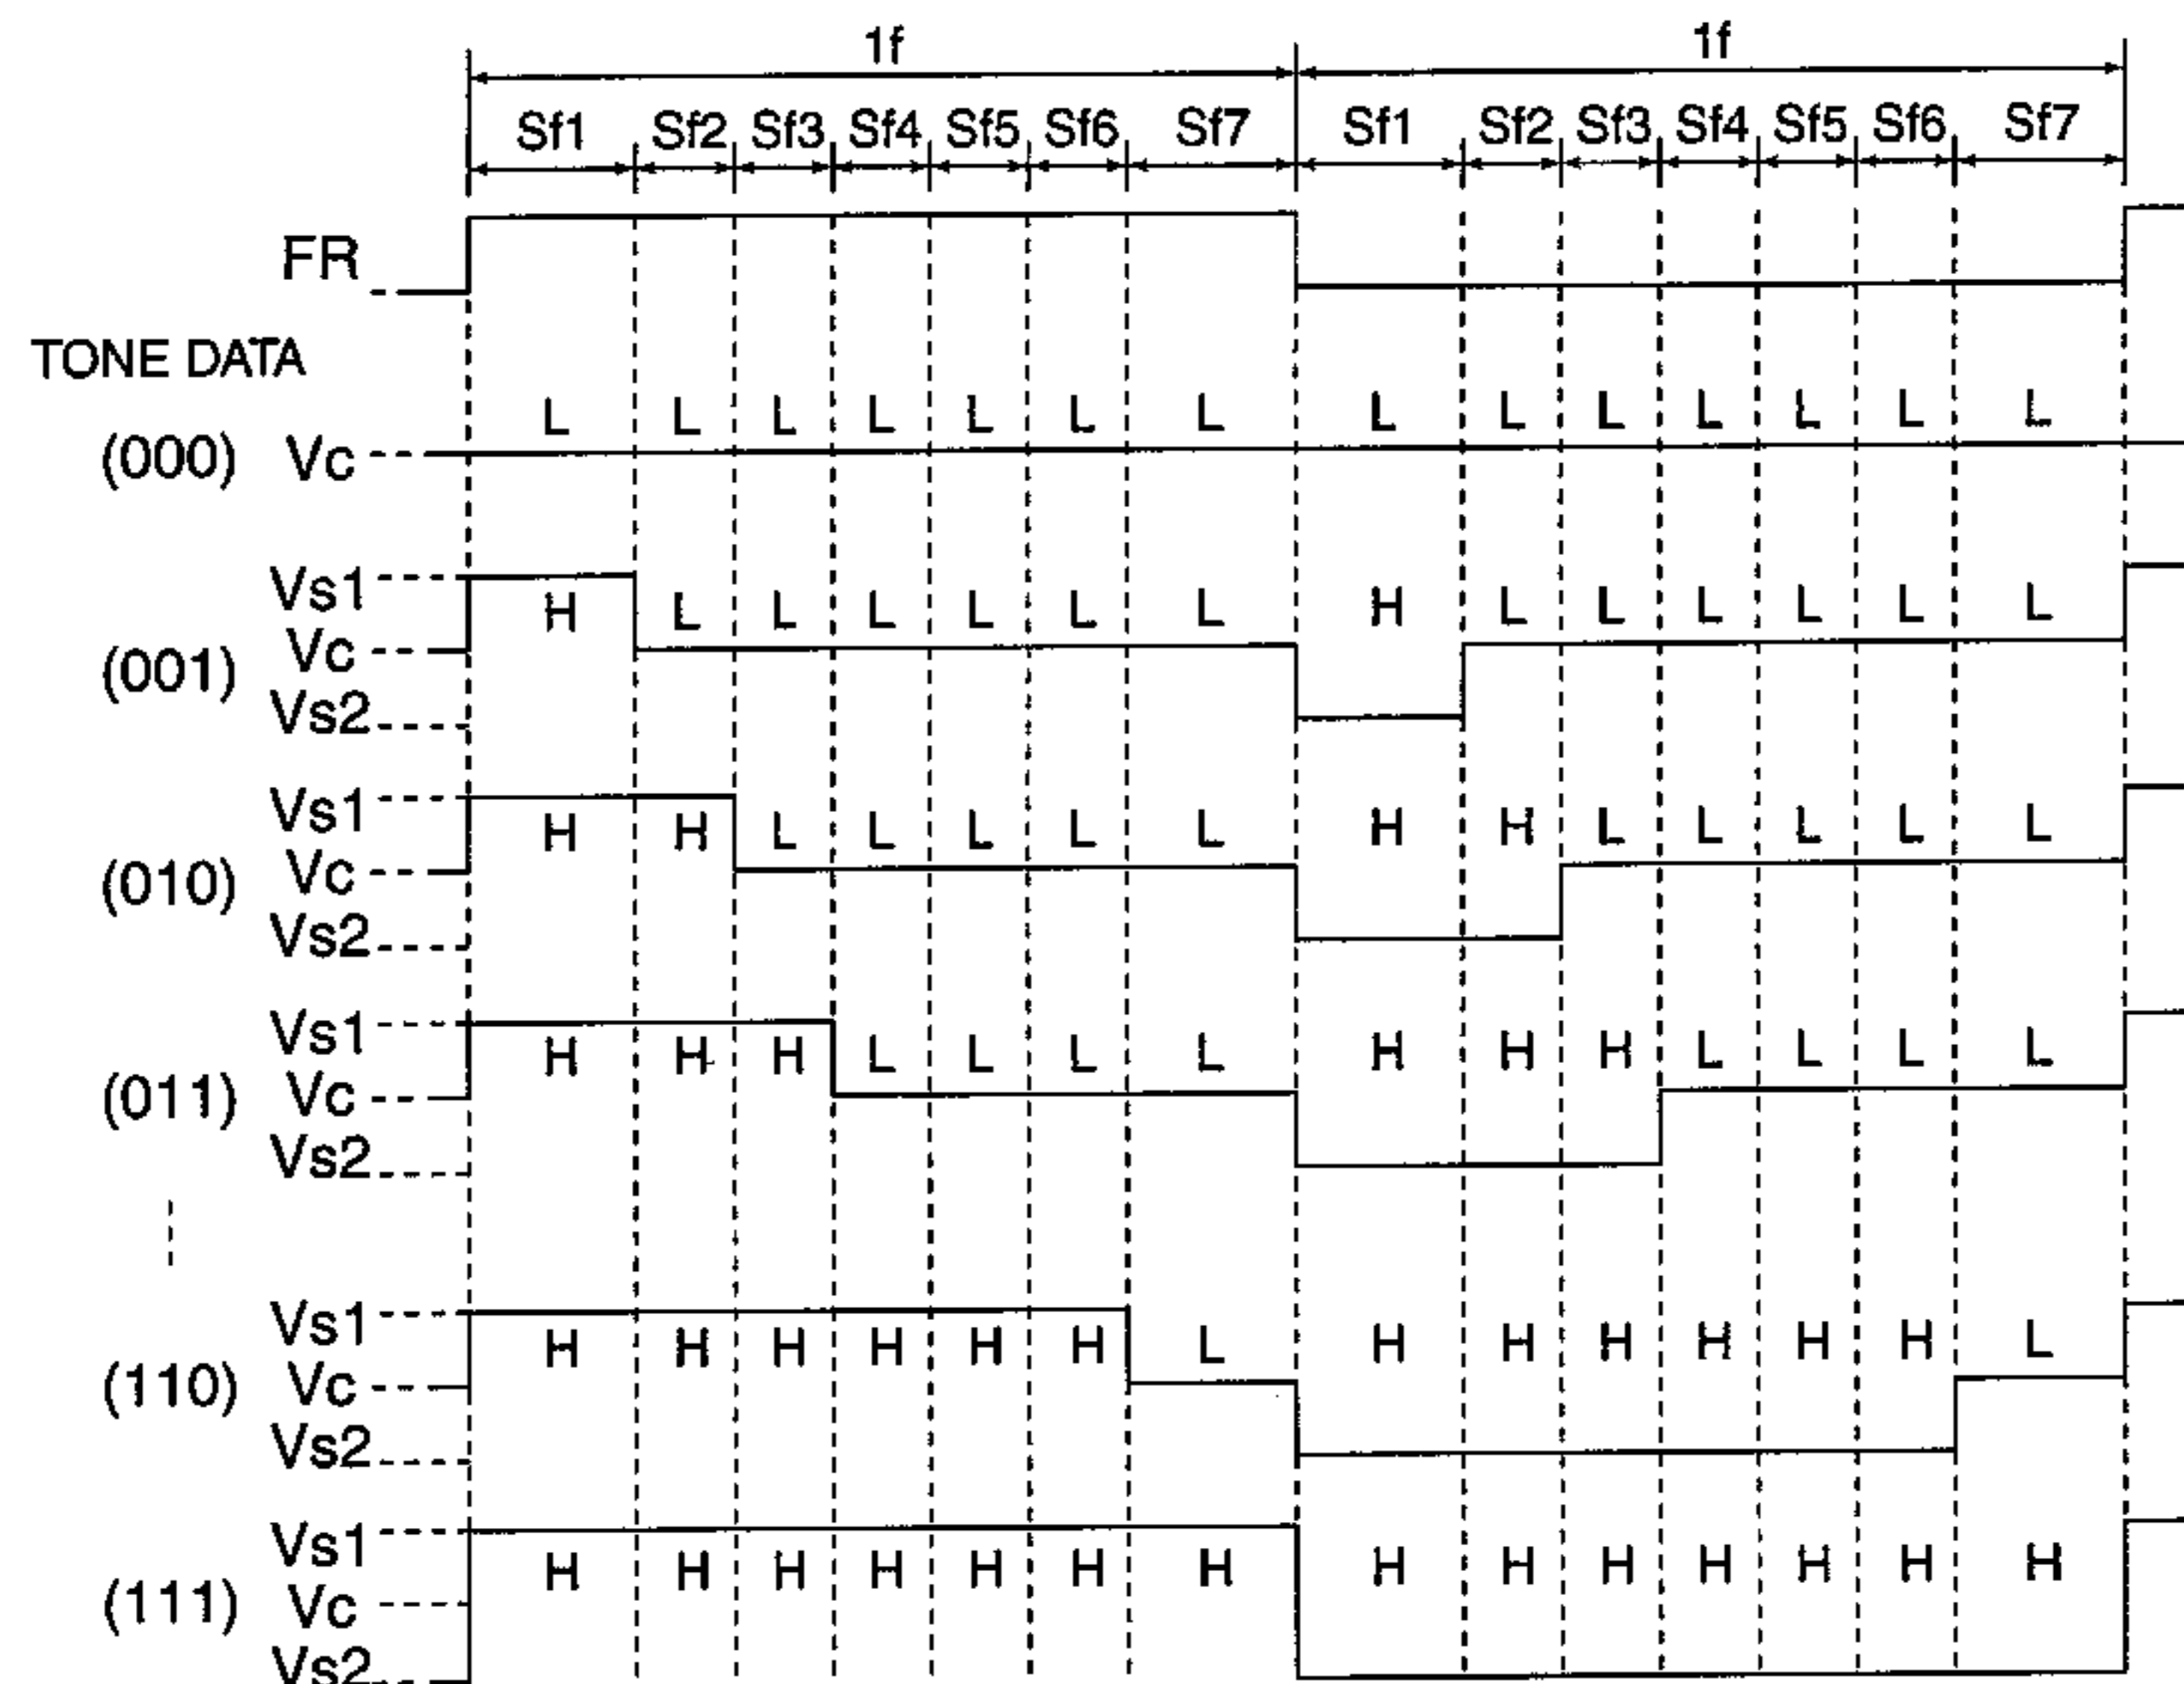 1f 1f
Sf1 Sf2 Sf3 Sf4 Sf5 Sf6 Sf7 Sf1 Sf2 Sf3 Sf4 Sf5 Sf6 Sf7
FR
TONE DATA
L L L L L L L L L L L L L L
(000) Vc
Vs1
H L L L L L L H L L L L L L
(001) Vc
Vs2
Vs1
H H L L L L L H H L L L L L
(010) Vc
Vs2
Vs1
H H H L L L L H H H L L L L
(011) Vc
Vs2
Vs1
H H H H H H L H H H H H H L
(110) Vc
Vs2
Vs1
H H H H H H H H H H H H H H
(111) Vc
Vs2